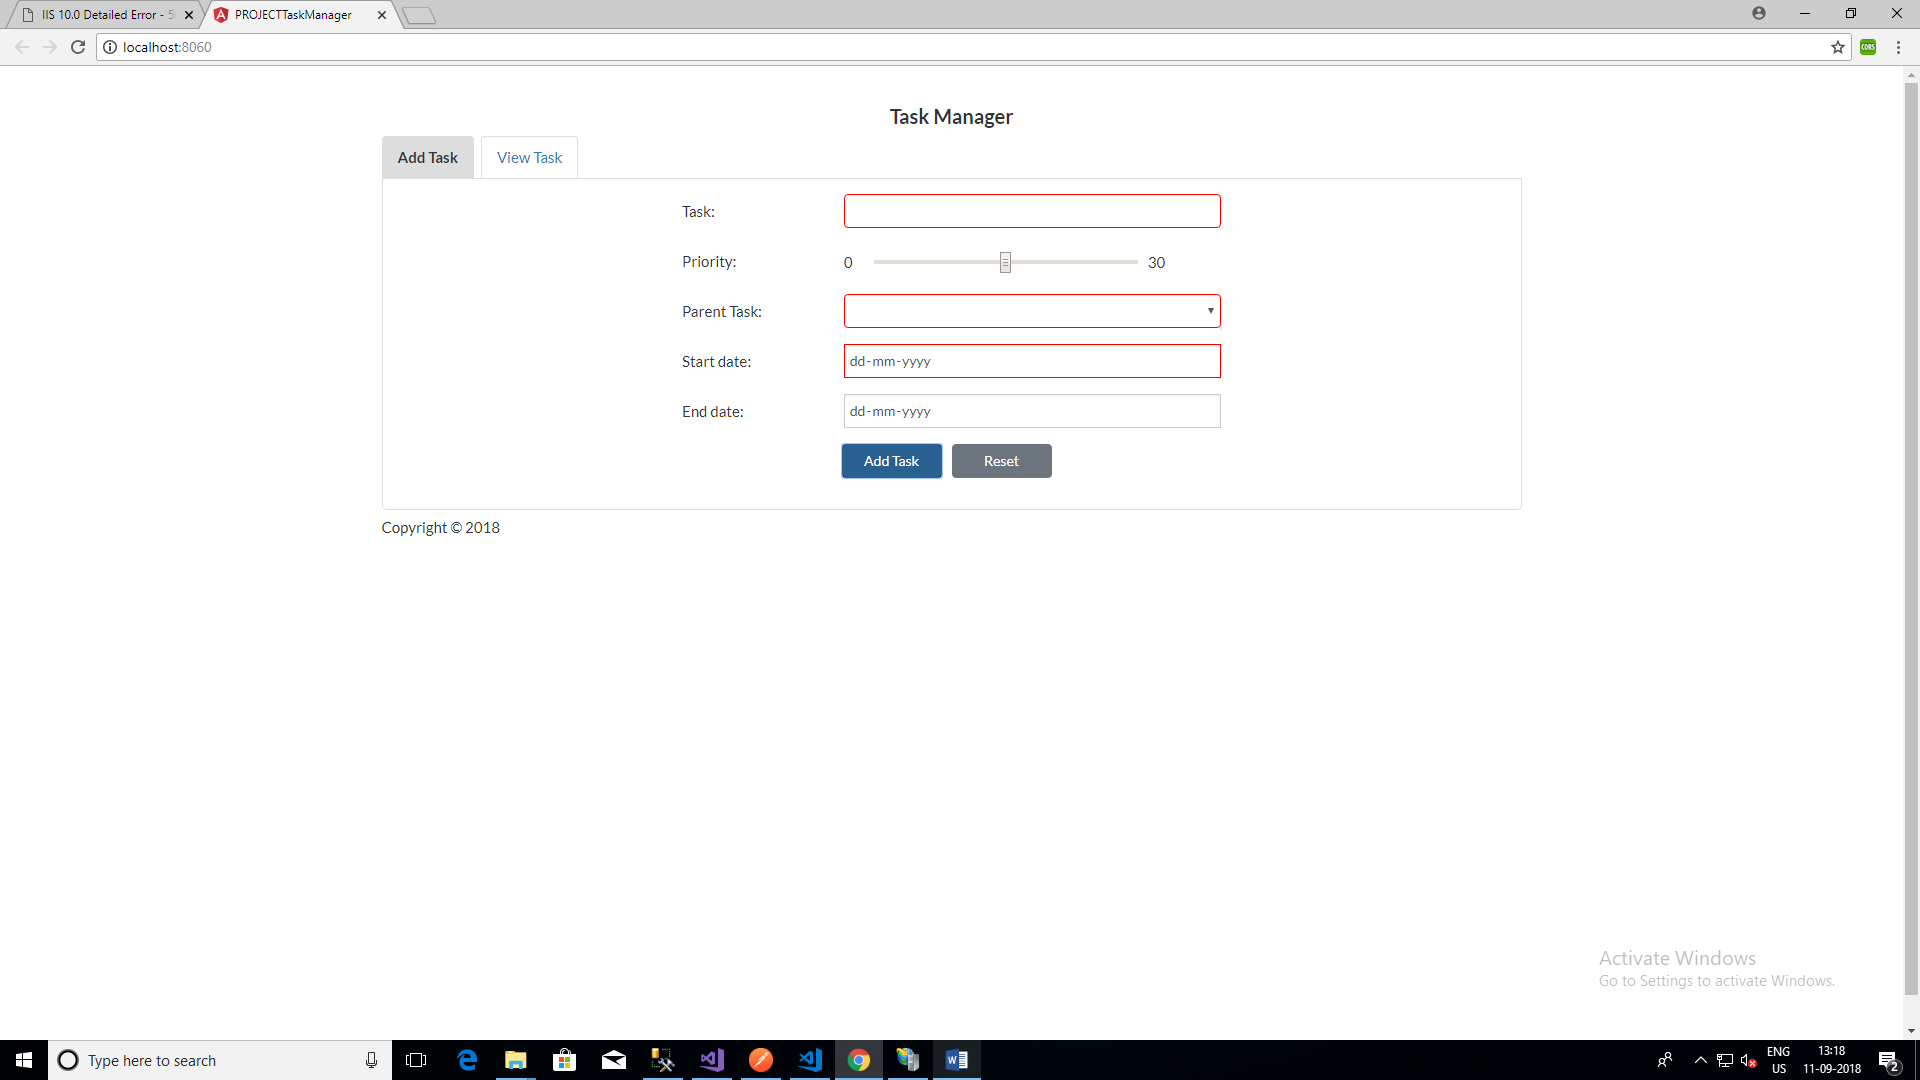 IIS 10.0 Detailed Error - 5
PROJECTTaskManager
localhost:8060
CORS
Task Manager
Add Task
View Task
Task:
Priority:
0
30
Parent Task:
Start date:
dd-mm-yyyy
End date:
dd-mm-yyyy
Add Task
Reset
Copyright © 2018
Activate Windows
Go to Settings to activate Windows.
Type here to search
ENG
US
13:18
11-09-2018
2